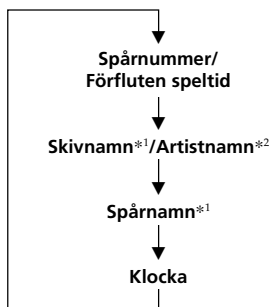 Spårnummer/
Förfluten speltid
Skivnamn*1/Artistnamn*2
Spårnamn*1
Klocka